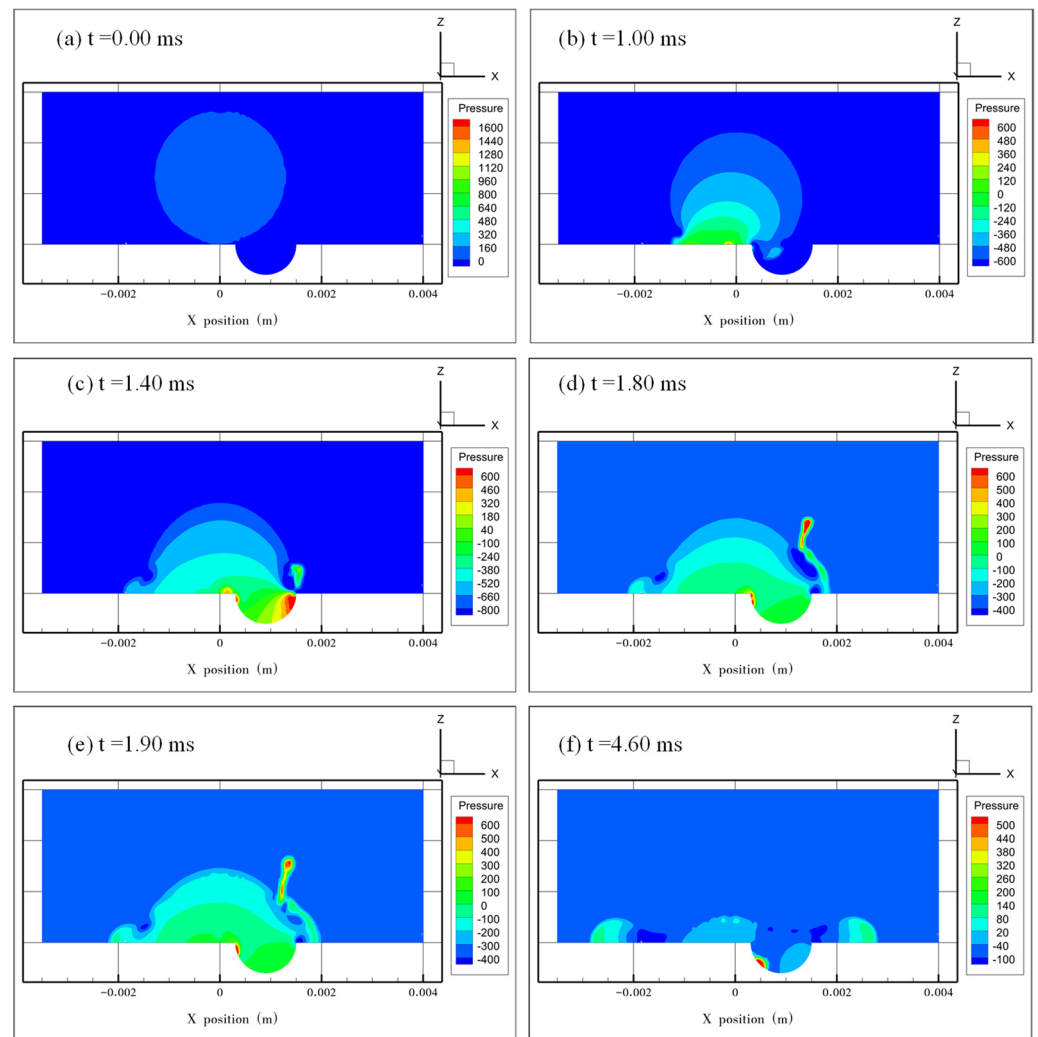 (a) t =0.00 ms
Z
X
Pressure
1600
1440
1280
1120
960
800
640
480
320
160
0
−0.002 0 0.002 0.004
X position (m)
(b) t=1.00 ms
Z
X
Pressure
600
480
360
240
120
0
-120
-240
-360
-480
-600
−0.002 0 0.002 0.004
X position (m)
(c) t =1.40 ms
Z
X
Pressure
600
460
320
180
40
-100
-240
-380
-520
-660
-800
−0.002 0 0.002 0.004
X position (m)
(d) t=1.80 ms
Z
X
Pressure
600
500
400
300
200
100
0
-100
-200
-300
-400
−0.002 0 0.002 0.004
X position (m)
(e) t =1.90 ms
Z
X
Pressure
600
500
400
300
200
100
0
-100
-200
-300
-400
−0.002 0 0.002 0.004
X position (m)
(f) t=4.60 ms
Z
X
Pressure
500
440
380
320
260
200
140
80
20
-40
-100
−0.002 0 0.002 0.004
X position (m)